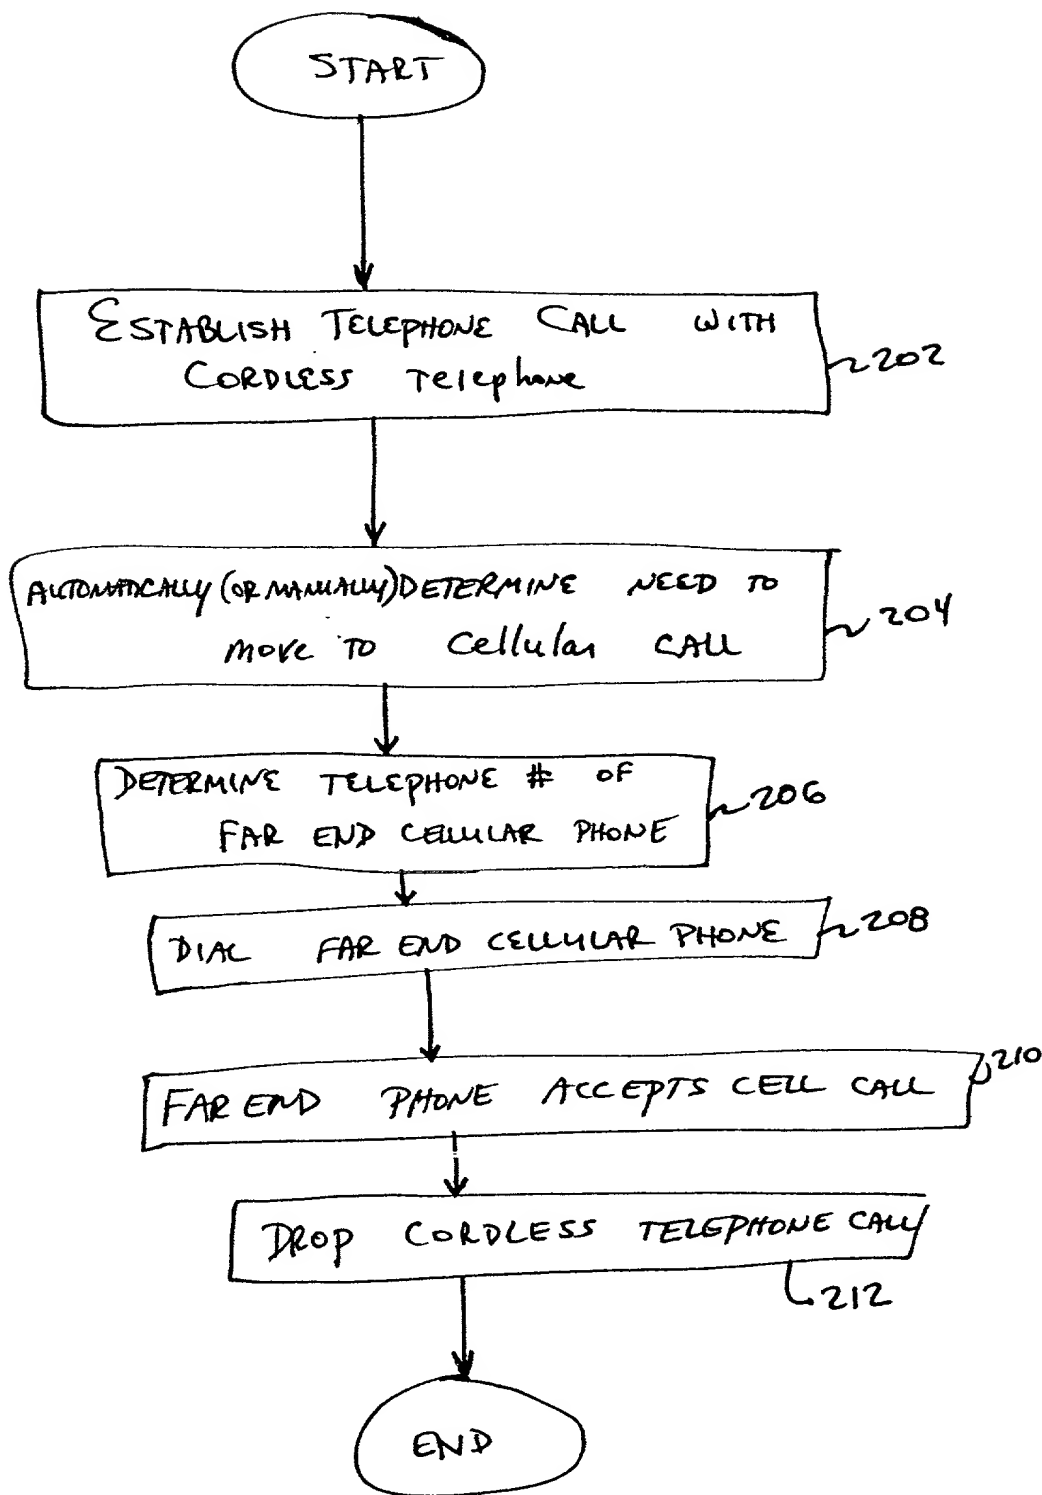 START
ESTABLISH TELEPHONE CALL WITH
CORDLESS Telephone
202
AUTOMATICALLY (OR MANUALLY) DETERMINE NEED TO
move TO Cellular CALL
204
DETERMINE TELEPHONE # OF
FAR END CELLULAR PHONE
206
DIAL FAR END CELLULAR PHONE
208
FAR END PHONE ACCEPTS CELL CALL
210
DROP CORDLESS TELEPHONE CALL
212
END